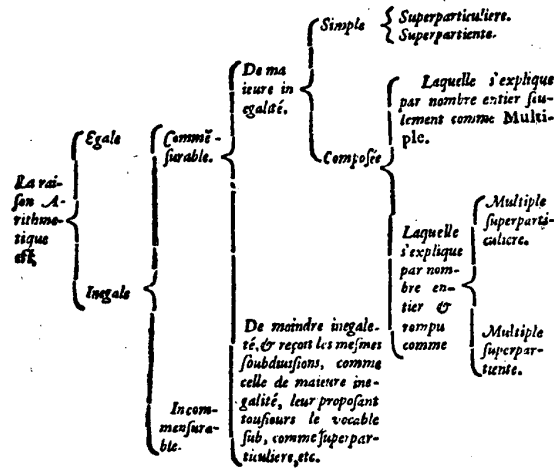 La rai-
ſon A-
rithme-
tique
eſt,
Egale
Inegale
Commē-
ſurable.
Incom-
menſura-
ble.
De ma
ieure in
egalité.
De moindre inegale-
té, & reçoit les meſmes
ſoubdiuiſions, comme
celle de maieure ine-
galité, leur propoſant
touſiours le vocable
ſub, comme ſuperpar-
ticuliere, etc.
Simple
Compoſée
Superparticuliere.
Superpartiente.
Laquelle s'explique
par nombre entier ſeu-
lement comme Multi-
ple.
Laquelle
s'explique
par nom-
bre en-
tier &
rompu
comme
Multiple
ſuperparti-
culiere.
Multiple
ſuperpar-
tiente.